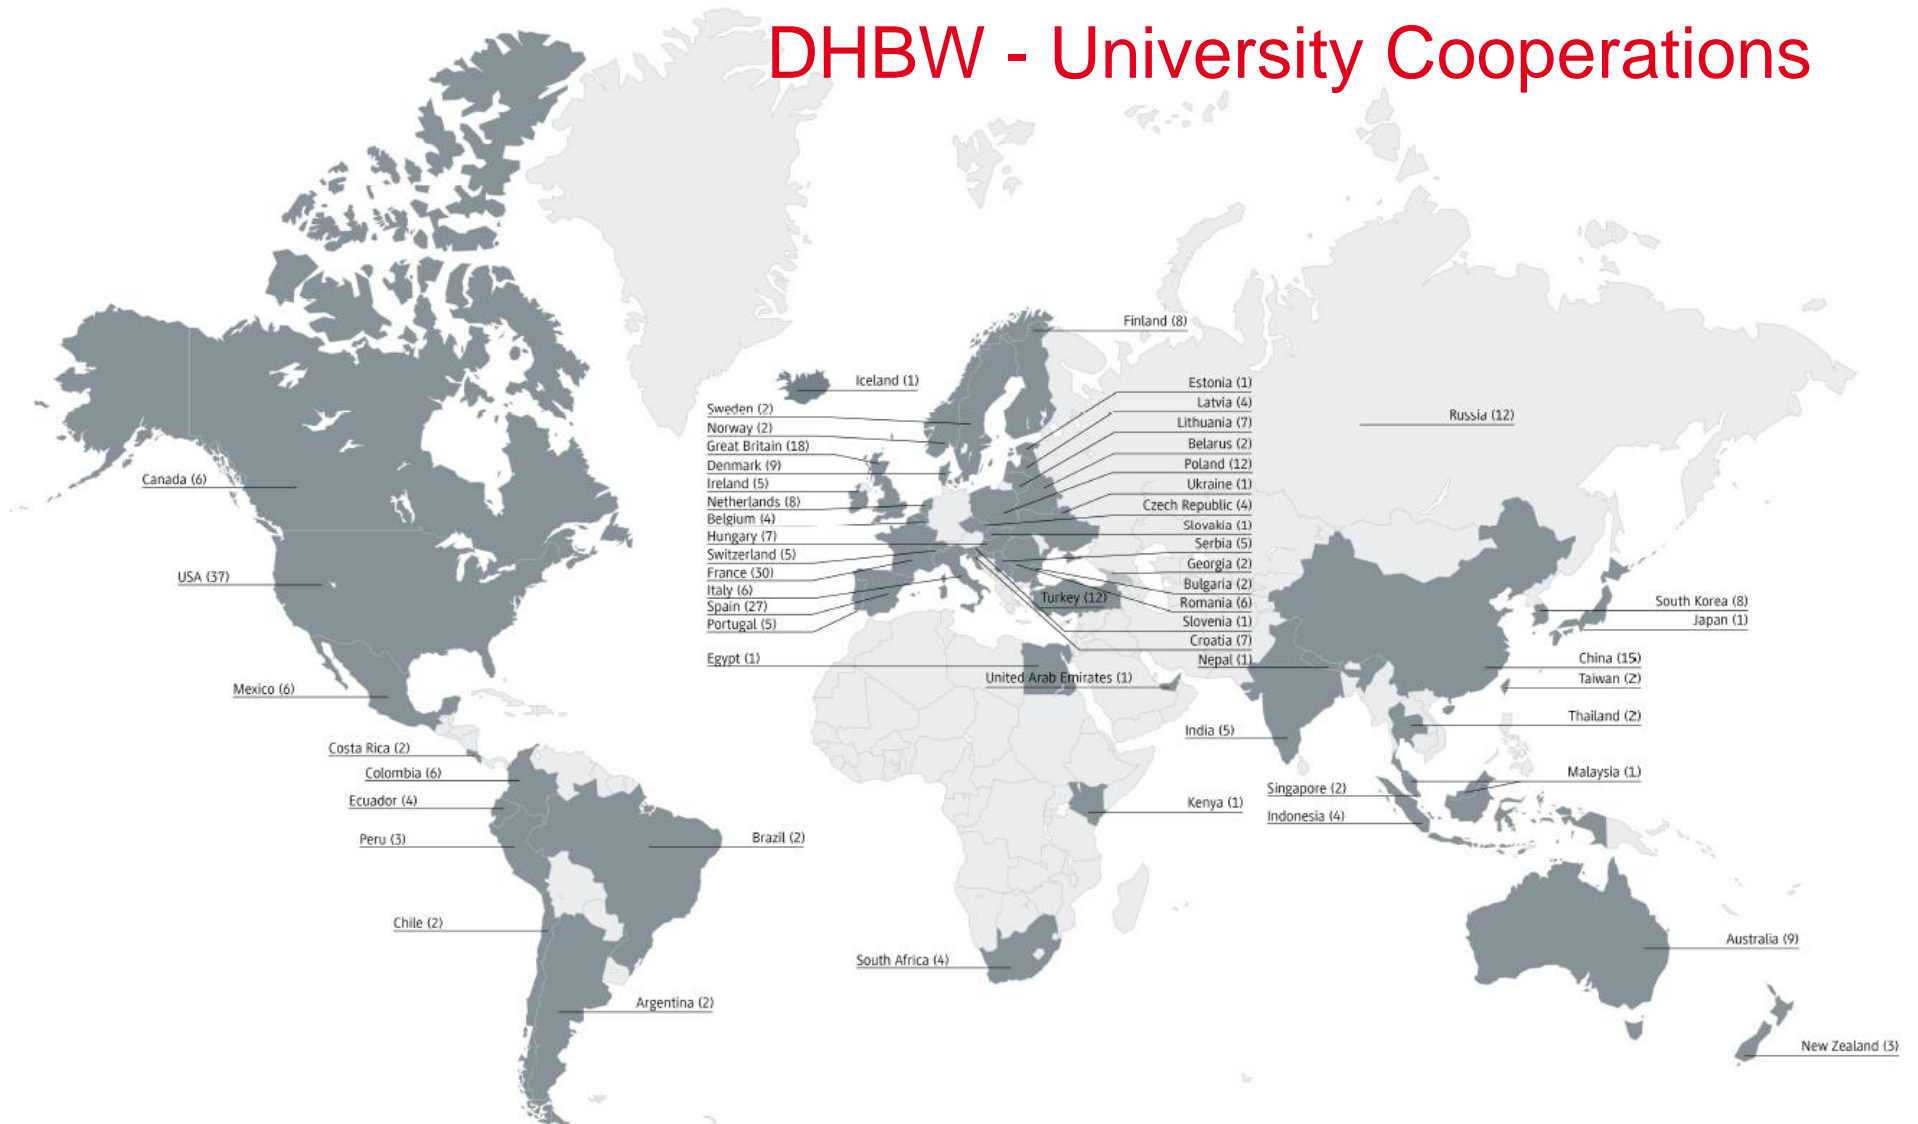 DHBW - University Cooperations
Finland (8)
Iceland (1)
Sweden (2)
Norway (2)
Great Britain (18)
Denmark (9)
Ireland (5)
Netherlands (8)
Belgium (4)
Hungary (7)
Switzerland (5)
France (30)
Italy (6)
Spain (27)
Portugal (5)
Egypt (1)
Estonia (1)
Latvia (4)
Lithuania (7)
Belarus (2)
Poland (12)
Ukraine (1)
Czech Republic (4)
Slovakia (1)
Serbia (5)
Georgia (2)
Bulgaria (2)
Romania (6)
Slovenia (1)
Croatia (7)
Nepal (1)
Turkey (12)
United Arab Emirates (1)
Russia (12)
Canada (6)
USA (37)
Mexico (6)
Costa Rica (2)
Colombia (6)
Ecuador (4)
Peru (3)
Brazil (2)
Chile (2)
Argentina (2)
South Africa (4)
Kenya (1)
India (5)
South Korea (8)
Japan (1)
China (15)
Taiwan (2)
Thailand (2)
Malaysia (1)
Singapore (2)
Indonesia (4)
Australia (9)
New Zealand (3)